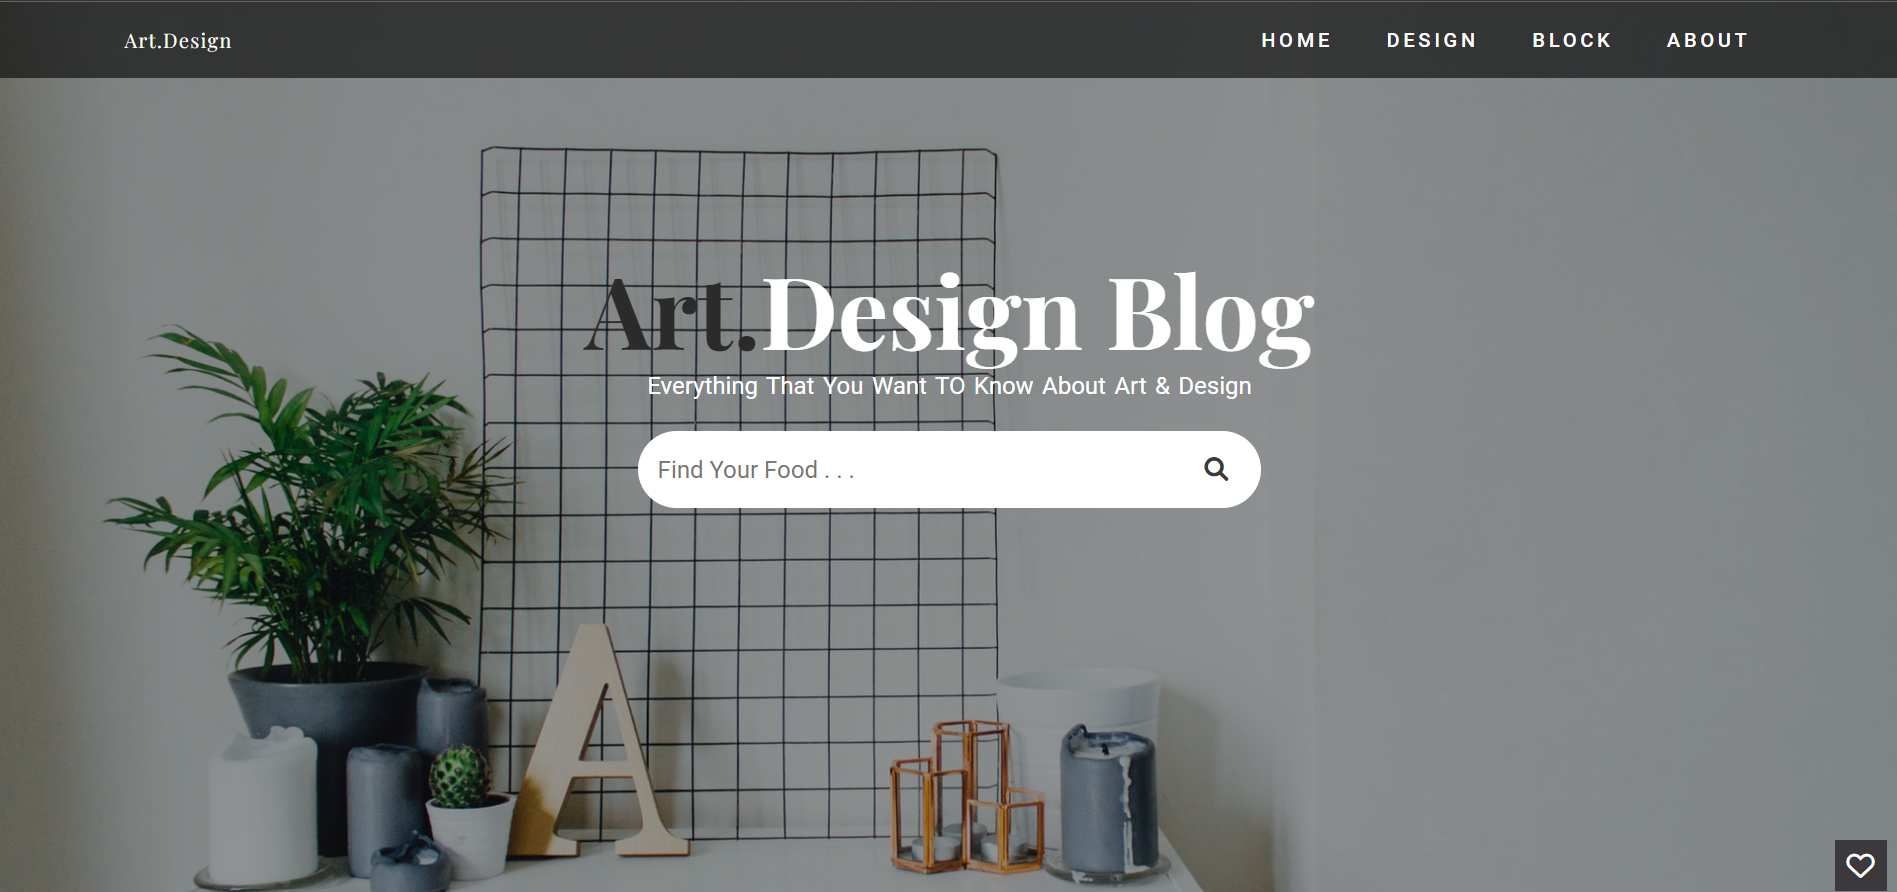 Art.Design
HOME DESIGN BLOCK ABOUT
Art.Design Blog
Everything That You Want TO Know About Art & Design
Find Your Food . . .
A